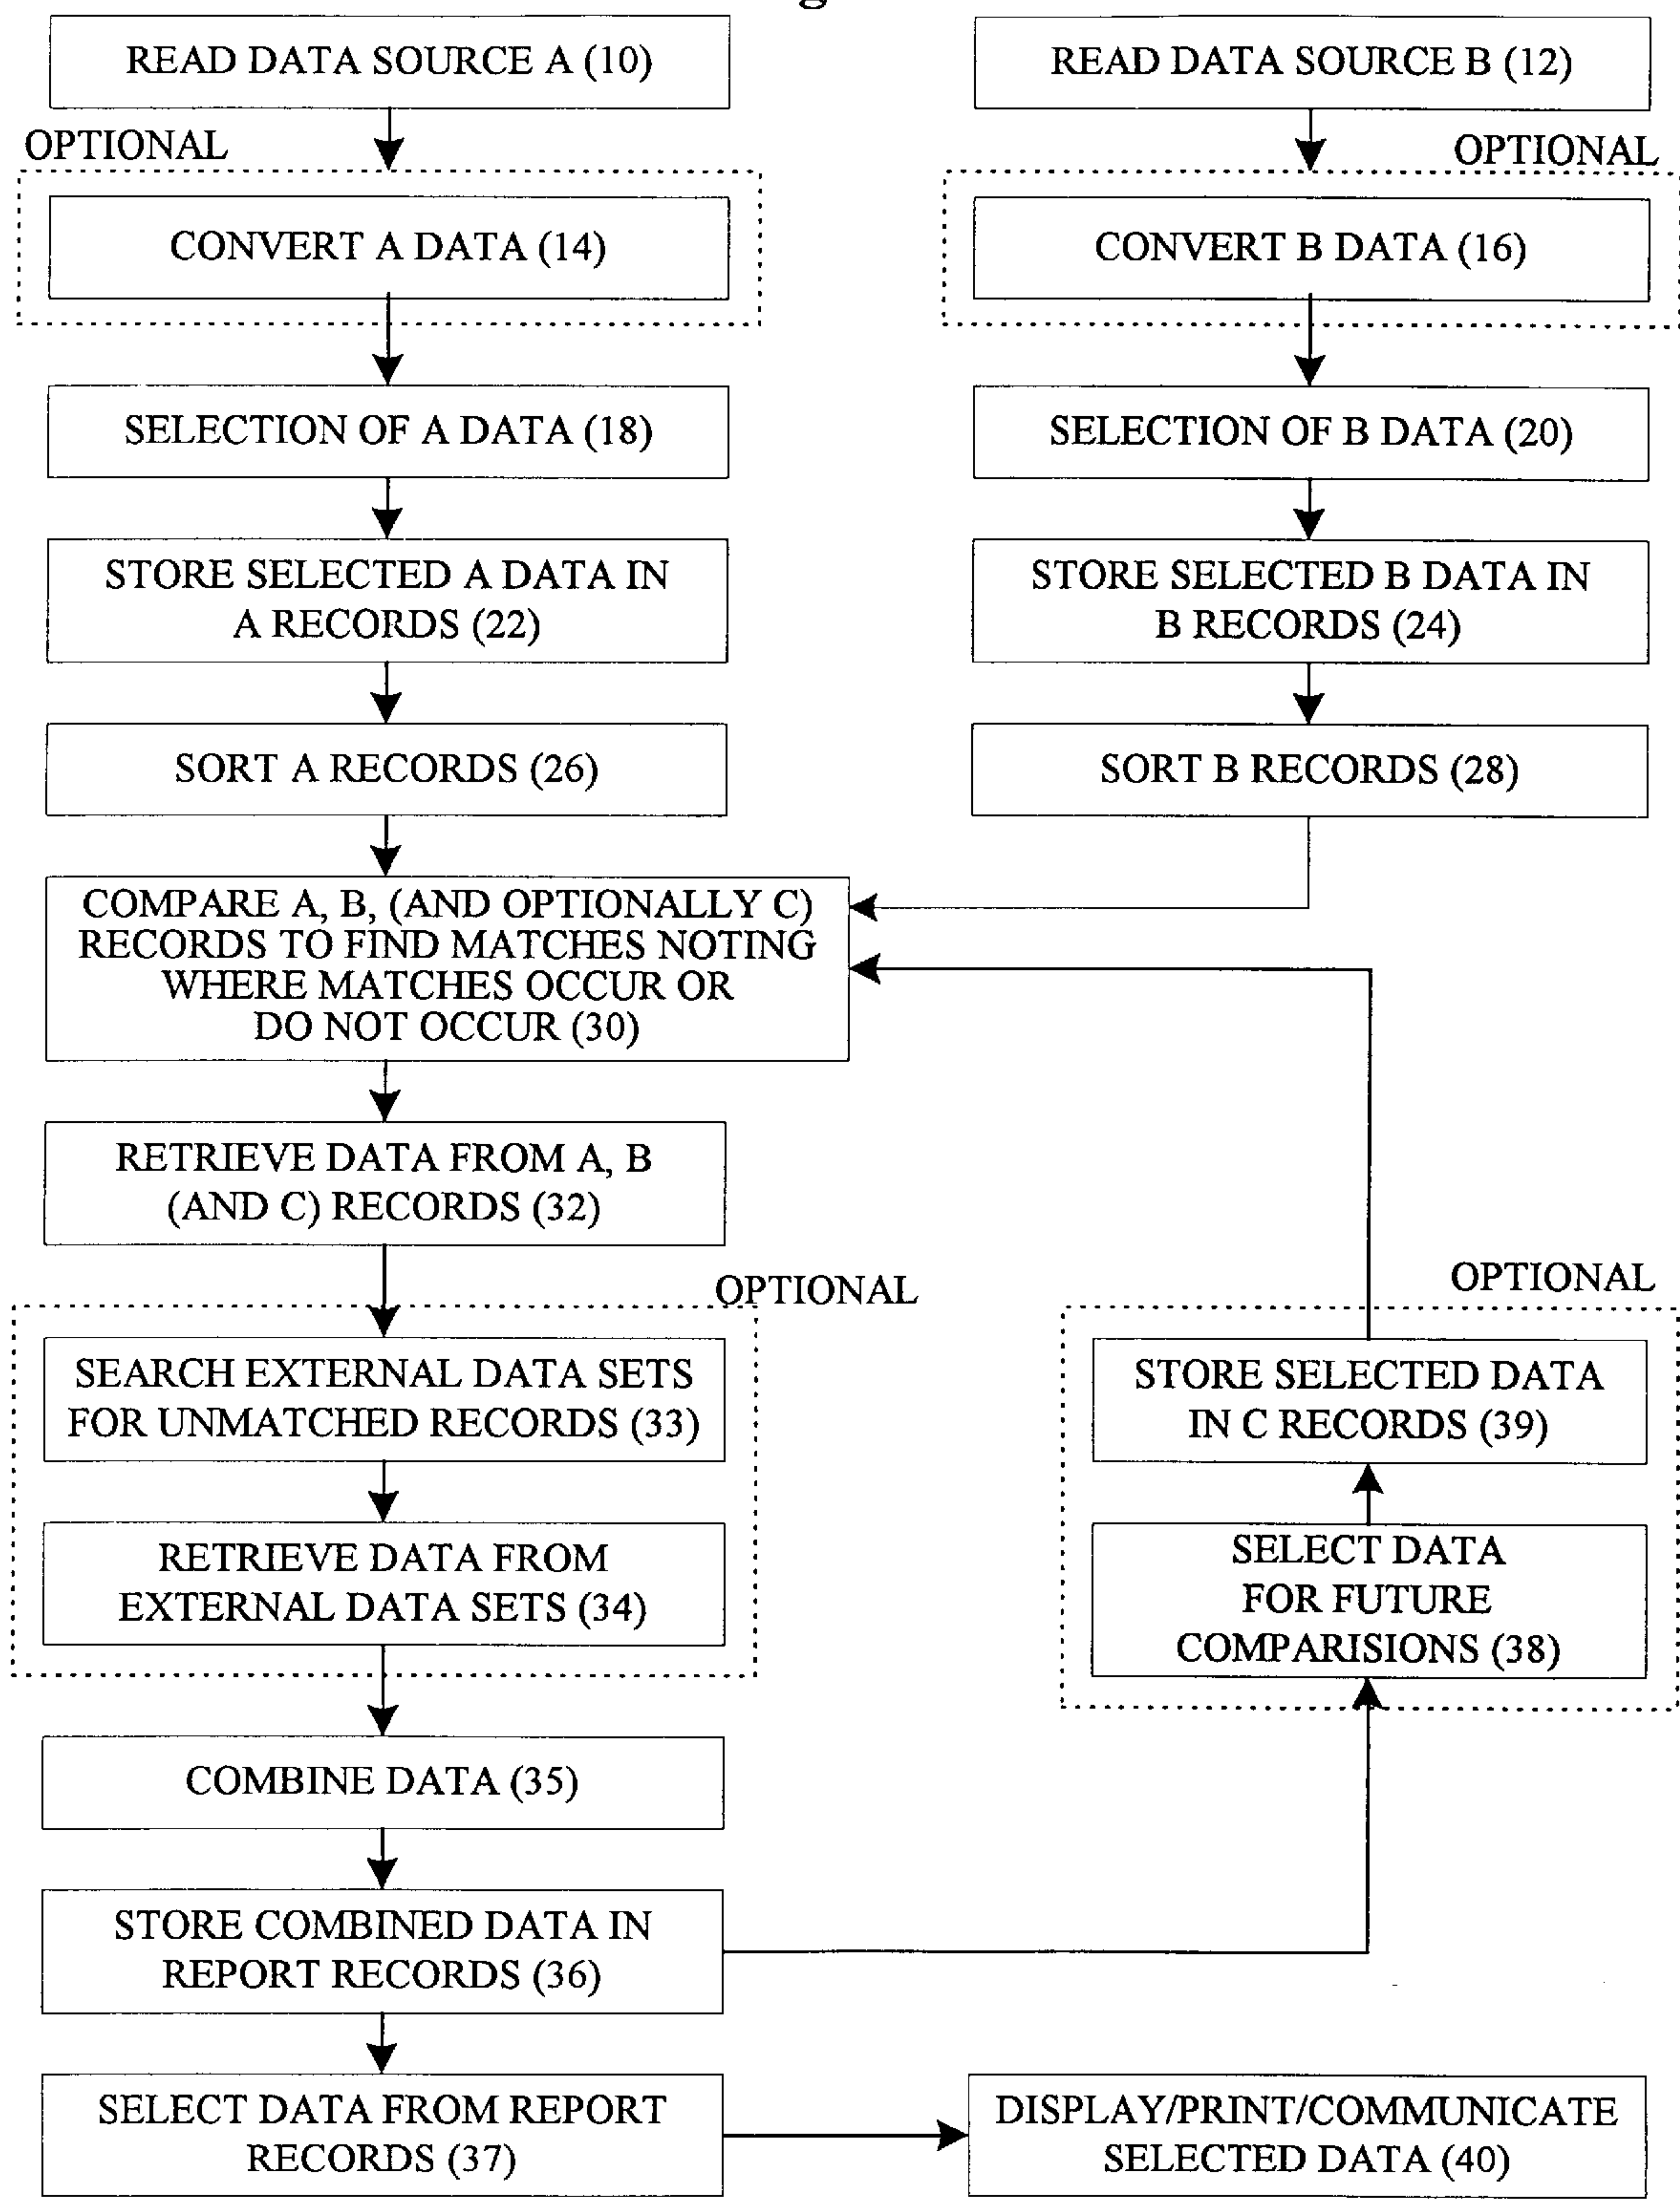 g
READ DATA SOURCE A (10)
READ DATA SOURCE B (12)
OPTIONAL
OPTIONAL
CONVERT A DATA (14)
CONVERT B DATA (16)
SELECTION OF A DATA (18)
SELECTION OF B DATA (20)
STORE SELECTED A DATA IN
A RECORDS (22)
STORE SELECTED B DATA IN
B RECORDS (24)
SORT A RECORDS (26)
SORT B RECORDS (28)
COMPARE A, B, (AND OPTIONALLY C)
RECORDS TO FIND MATCHES NOTING
WHERE MATCHES OCCUR OR
DO NOT OCCUR (30)
RETRIEVE DATA FROM A, B
(AND C) RECORDS (32)
OPTIONAL
SEARCH EXTERNAL DATA SETS
FOR UNMATCHED RECORDS (33)
RETRIEVE DATA FROM
EXTERNAL DATA SETS (34)
OPTIONAL
STORE SELECTED DATA
IN C RECORDS (39)
SELECT DATA
FOR FUTURE
COMPARISIONS (38)
COMBINE DATA (35)
STORE COMBINED DATA IN
REPORT RECORDS (36)
SELECT DATA FROM REPORT
RECORDS (37)
DISPLAY/PRINT/COMMUNICATE
SELECTED DATA (40)